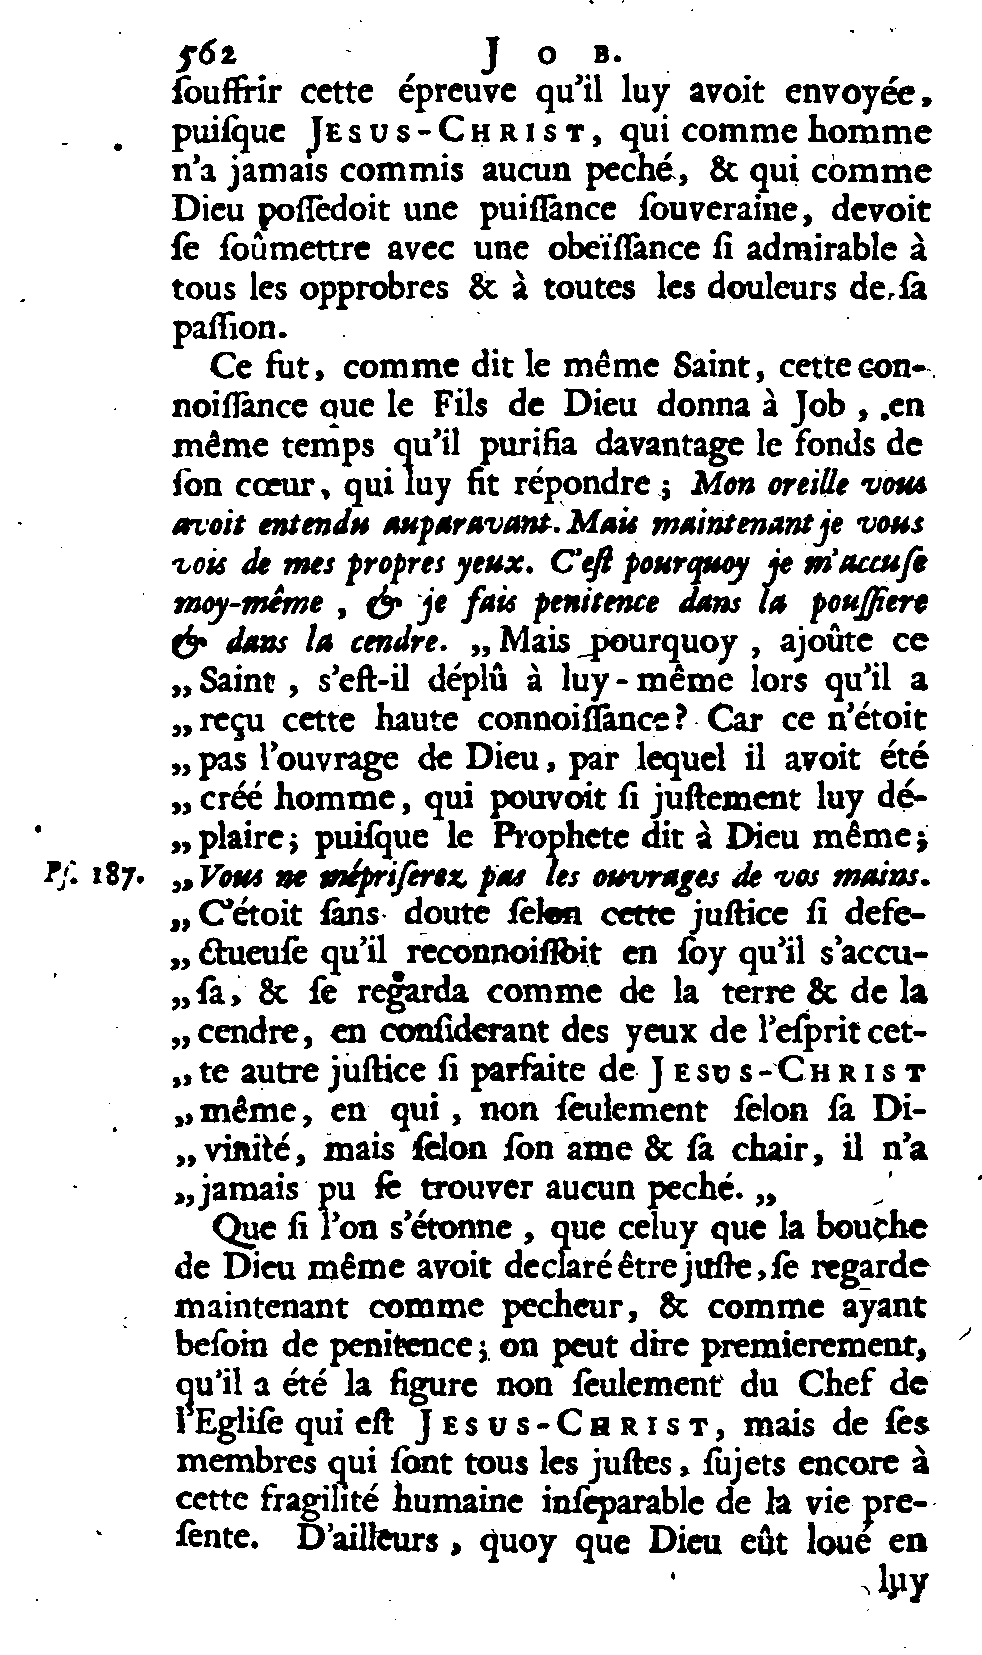 562 J O B.
ſouffrir cette épreuve qu'il luy avoit envoyée,
puiſque JESUS-CHRIST, qui comme homme
n'a jamais commis aucun peché, & qui comme
Dieu poſſedoit une puiſſance ſouveraine, devoit
ſe ſoûmettre avec une obeïſſance ſi admirable à
tous les opprobres & à toutes les douleurs de ſa
paſſion.
Ce fut, comme dit le même Saint, cette con-
noiſſance que le Fils de Dieu donna à Job, en
même temps qu'il purifia davantage le fonds de
ſon cœur, qui luy fit répondre; Mon oreille vous
avoit entendu auparavant. Mais maintenant je vous
vois de mes propres yeux. C'eſt pourquoy je m'accuſe
moy-même, & je fais penitence dans la pouſſiere
& dans la cendre. „Mais pourquoy, ajoûte ce
„Saint, s'eſt-il déplû à luy-même lors qu'il a
„reçu cette haute connoiſſance? Car ce n'étoit
„pas l'ouvrage de Dieu, par lequel il avoit été
„créé homme, qui pouvoit ſi juſtement luy dé-
„plaire; puiſque le Prophete dit à Dieu même;
Pſ. 187. „Vous ne mépriſerez pas les ouvrages de vos mains.
„C'étoit ſans doute ſelon cette juſtice ſi defe-
„ctueuſe qu'il reconnoiſſoit en ſoy qu'il s'accu-
„ſa, & ſe regarda comme de la terre & de la
„cendre, en conſiderant des yeux de l'eſprit cet-
„te autre juſtice ſi parfaite de JESUS-CHRIST
„même, en qui, non ſeulement ſelon ſa Di-
„vinité, mais ſelon ſon ame & ſa chair, il n'a
„jamais pu ſe trouver aucun peché. „
Que ſi l'on s'étonne, que celuy que la bouche
de Dieu même avoit declaré être juſte, ſe regarde
maintenant comme pecheur, & comme ayant
beſoin de penitence; on peut dire premierement,
qu'il a été la figure non ſeulement du Chef de
l'Egliſe qui eſt JESUS-CHRIST, mais de ſes
membres qui ſont tous les juſtes, ſujets encore à
cette fragilité humaine inſeparable de la vie pre-
ſente. D'ailleurs, quoy que Dieu eût loué en
luy